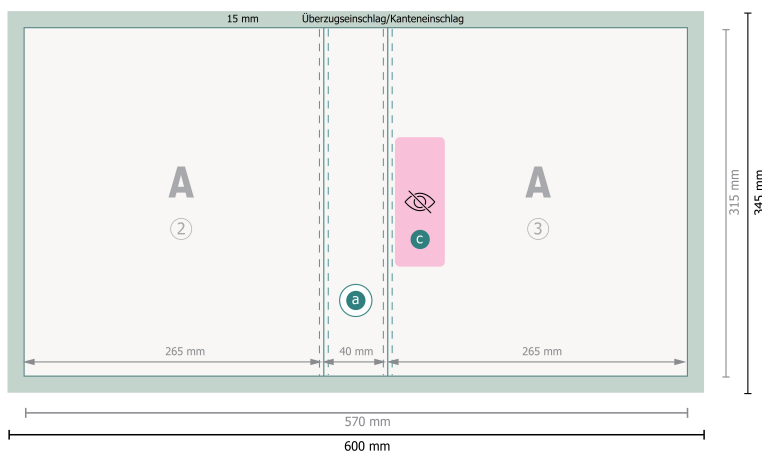 15 mm Überzugseinschlag/Kanteneinschlag
A
A
2
3
c
a
265 mm
40 mm
265 mm
315 mm
345 mm
570 mm
600 mm